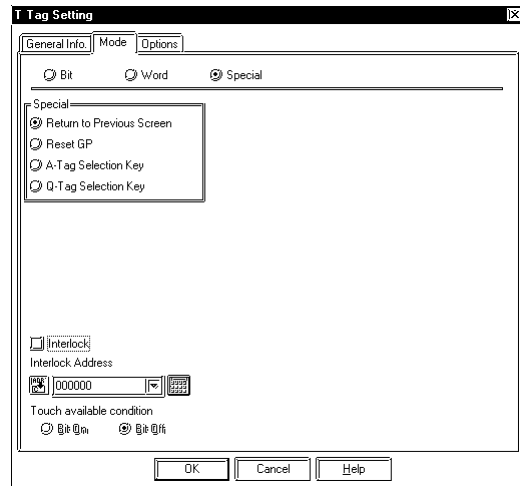 T Tag Setting
General Info. Mode Options
Bit Word Special
Special
Return to Previous Screen
Reset GP
A-Tag Selection Key
Q-Tag Selection Key
Interlock
Interlock Address
000000
Touch available condition
Bit On Bit Off
OK Cancel Help